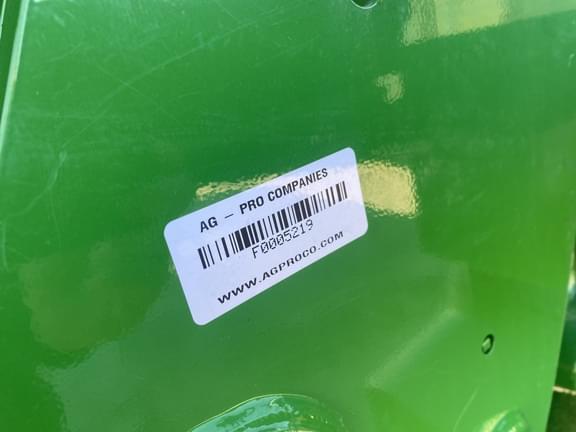 AG - PRO COMPANIES
F0005219
WWW.AGPROCO.COM